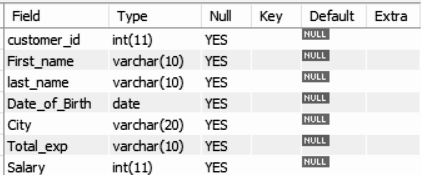 Field Type Null Key Default Extra
customer_id int(11) YES NULL
First_name varchar(10) YES NULL
last_name varchar(10) YES NULL
Date_of_Birth date YES NULL
City varchar(20) YES NULL
Total_exp varchar(10) YES NULL
Salary int(11) YES NULL